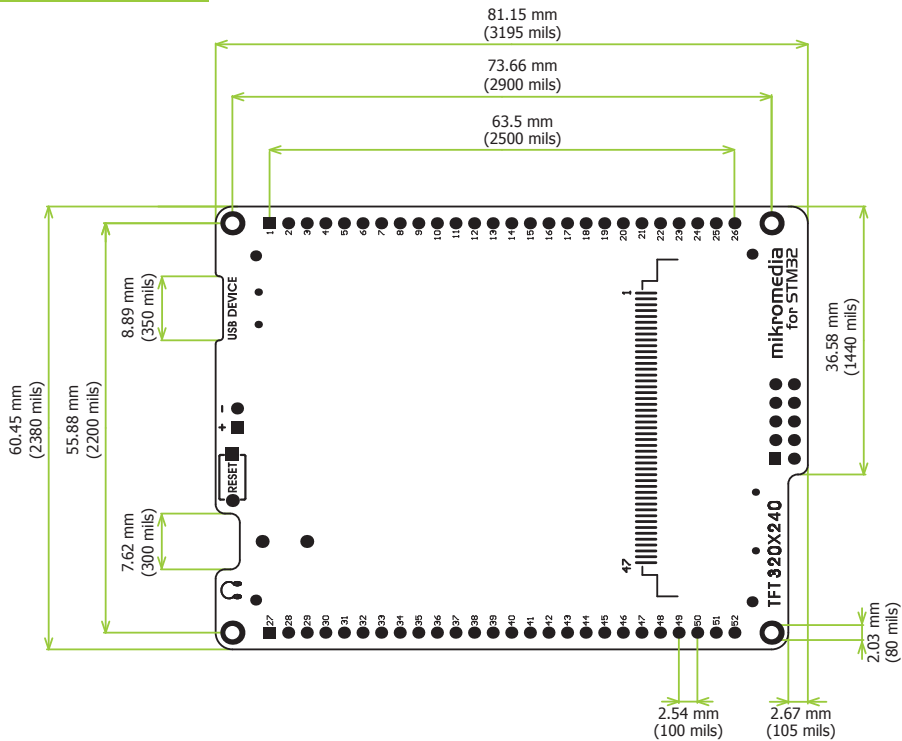 81.15 mm
(3195 mils)
73.66 mm
(2900 mils)
63.5 mm
(2500 mils)
1 2 3 4 5 6 7 8 9 10 11 12 13 14 15 16 17 18 19 20 21 22 23 24 25 26
8.89 mm
(350 mils)
USB DEVICE
1
mikromedia
for STM32
36.58 mm
(1440 mils)
60.45 mm
(2380 mils)
55.88 mm
(2200 mils)
+ -
RESET
7.62 mm
(300 mils)
47
TFT 320X240
27 28 29 30 31 32 33 34 35 36 37 38 39 40 41 42 43 44 45 46 47 48 49 50 51 52
2.03 mm
(80 mils)
2.54 mm
(100 mils)
2.67 mm
(105 mils)